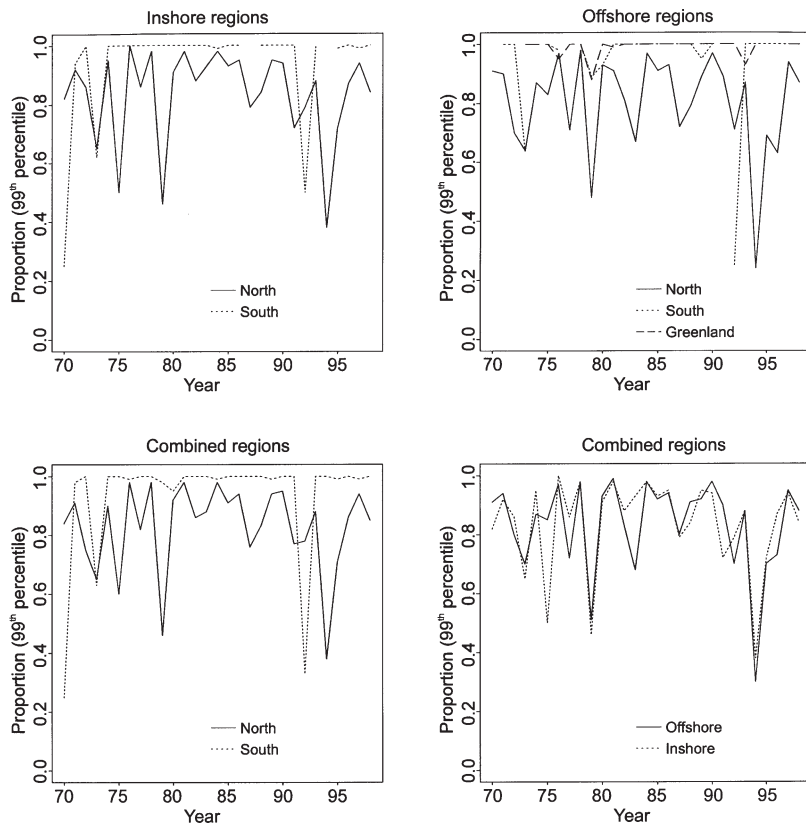 Inshore regions
Proportion (99th percentile)
1.0
0.8
0.6
0.4
0.2
0.0
North
South
70 75 80 85 90 95
Year
Offshore regions
Proportion (99th percentile)
1.0
0.8
0.6
0.4
0.2
0.0
North
South
Greenland
70 75 80 85 90 95
Year
Combined regions
Proportion (99th percentile)
1.0
0.8
0.6
0.4
0.2
0.0
North
South
70 75 80 85 90 95
Year
Combined regions
Proportion (99th percentile)
1.0
0.8
0.6
0.4
0.2
0.0
Offshore
Inshore
70 75 80 85 90 95
Year